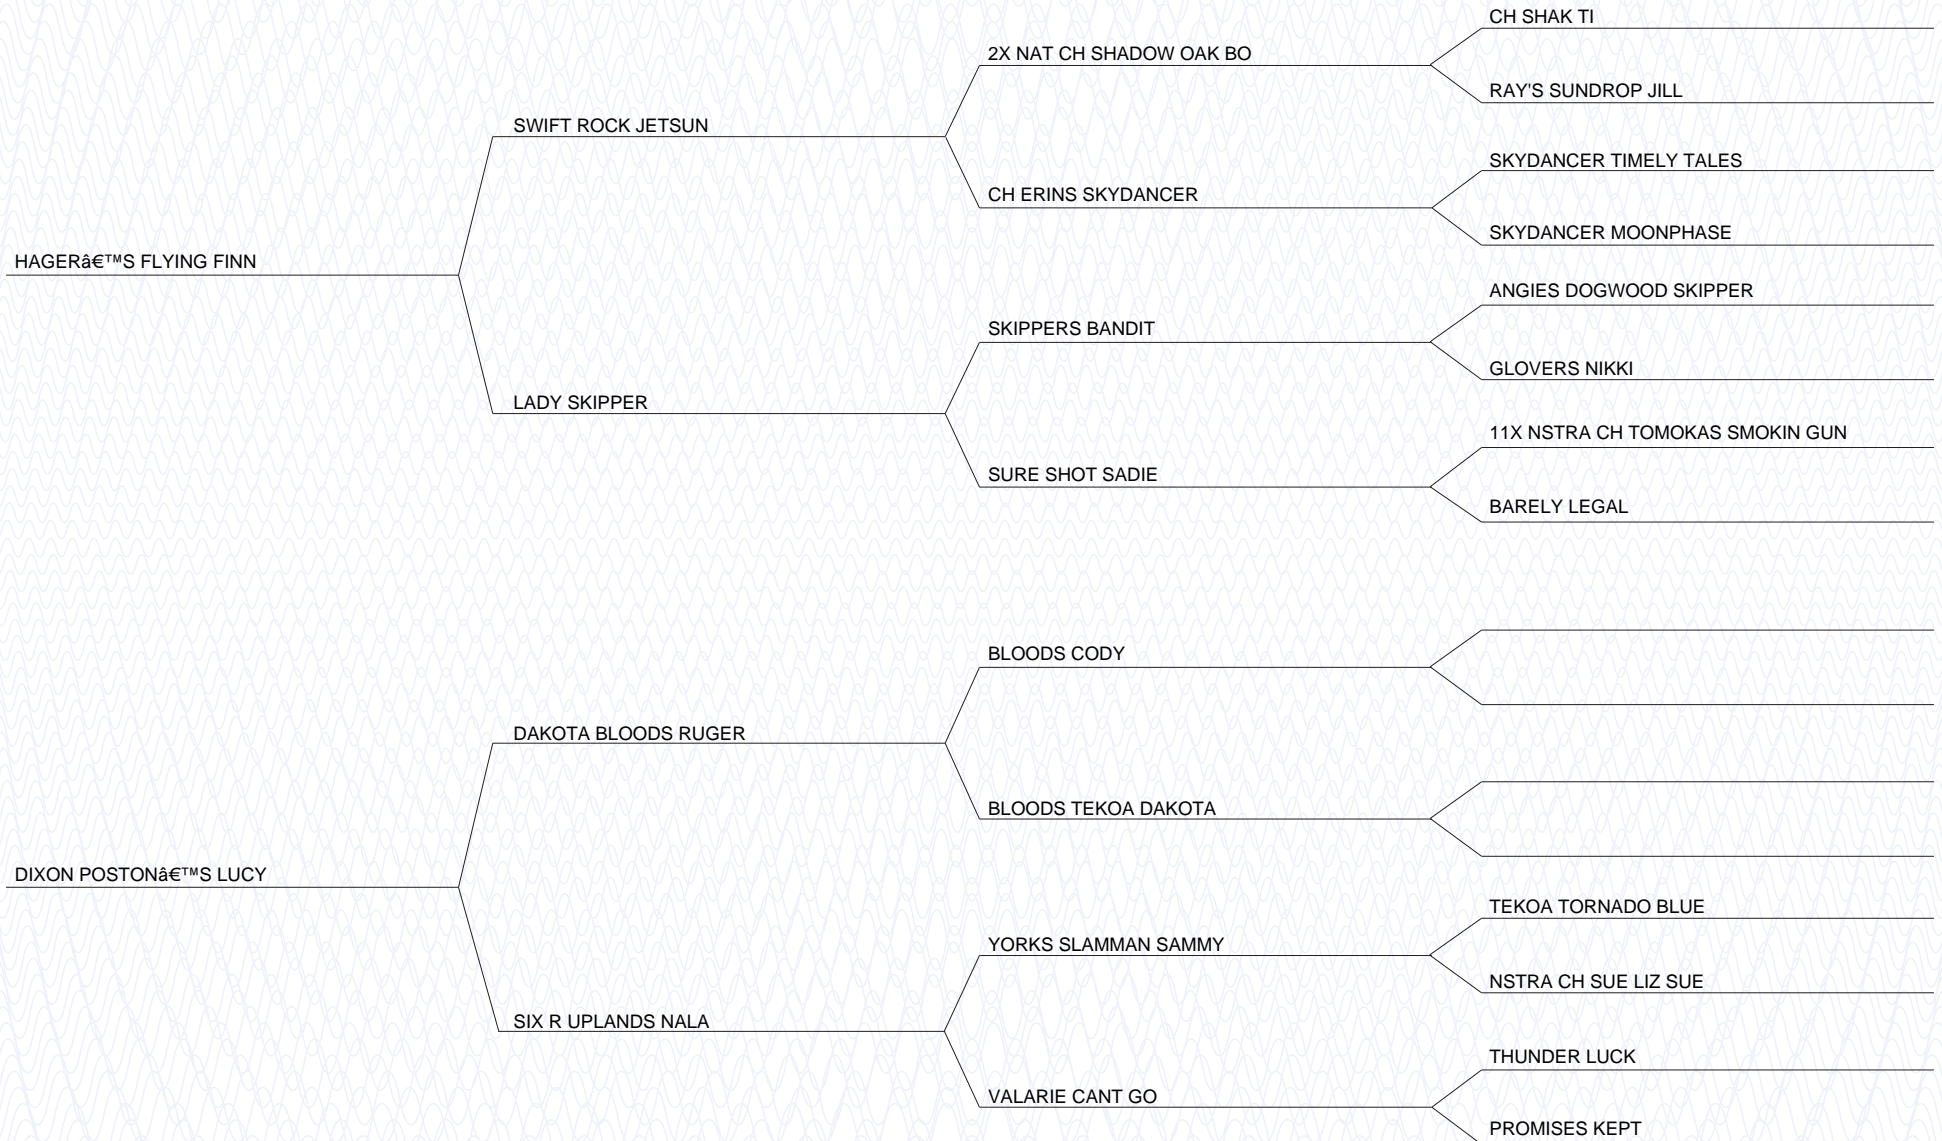 CH SHAK TI
2X NAT CH SHADOW OAK BO
RAY'S SUNDROP JILL
SWIFT ROCK JETSUN
SKYDANCER TIMELY TALES
CH ERINS SKYDANCER
SKYDANCER MOONPHASE
HAGERâ€™S FLYING FINN
ANGIES DOGWOOD SKIPPER
SKIPPERS BANDIT
GLOVERS NIKKI
LADY SKIPPER
11X NSTRA CH TOMOKAS SMOKIN GUN
SURE SHOT SADIE
BARELY LEGAL
BLOODS CODY
DAKOTA BLOODS RUGER
BLOODS TEKOA DAKOTA
DIXON POSTONâ€™S LUCY
TEKOA TORNADO BLUE
YORKS SLAMMAN SAMMY
NSTRA CH SUE LIZ SUE
SIX R UPLANDS NALA
THUNDER LUCK
VALARIE CANT GO
PROMISES KEPT